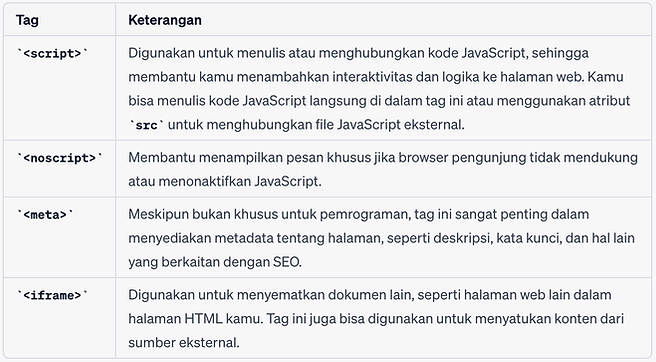 Tag Keterangan
`<script>` Digunakan untuk menulis atau menghubungkan kode JavaScript, sehingga
membantu kamu menambahkan interaktivitas dan logika ke halaman web. Kamu
bisa menulis kode JavaScript langsung di dalam tag ini atau menggunakan atribut
`src` untuk menghubungkan file JavaScript eksternal.
`<noscript>` Membantu menampilkan pesan khusus jika browser pengunjung tidak mendukung
atau menonaktifkan JavaScript.
`<meta>` Meskipun bukan khusus untuk pemrograman, tag ini sangat penting dalam
menyediakan metadata tentang halaman, seperti deskripsi, kata kunci, dan hal lain
yang berkaitan dengan SEO.
`<iframe>` Digunakan untuk menyematkan dokumen lain, seperti halaman web lain dalam
halaman HTML kamu. Tag ini juga bisa digunakan untuk menyatukan konten dari
sumber eksternal.